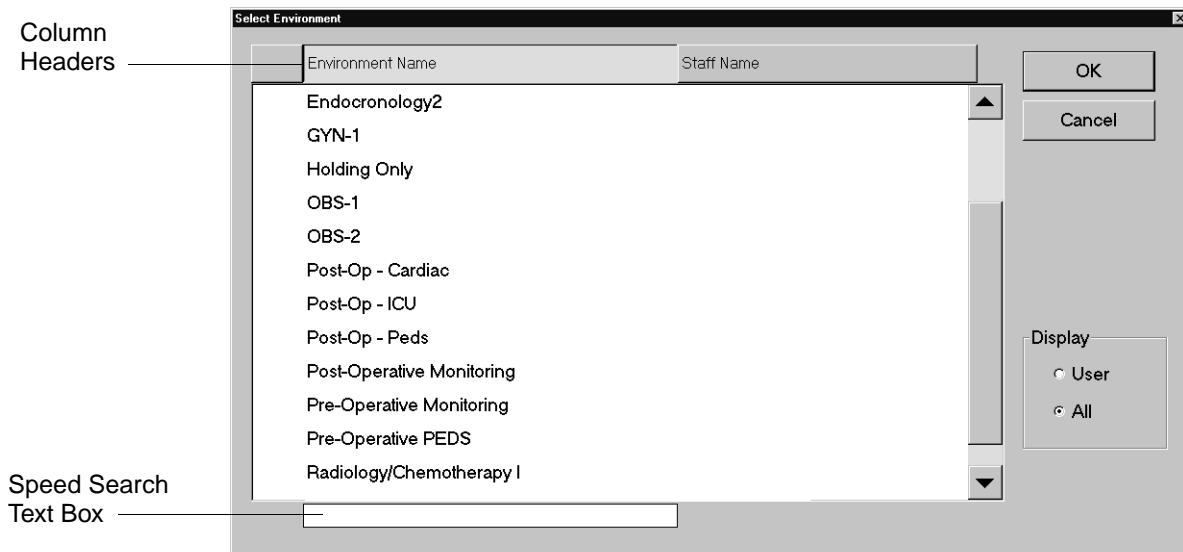 Select Environment
Column
Headers
Environment Name
Staff Name
OK
Cancel
Endocronology2
GYN-1
Holding Only
OBS-1
OBS-2
Post-Op - Cardiac
Post-Op - ICU
Post-Op - Peds
Post-Operative Monitoring
Pre-Operative Monitoring
Pre-Operative PEDS
Radiology/Chemotherapy I
Display
User
All
Speed Search
Text Box